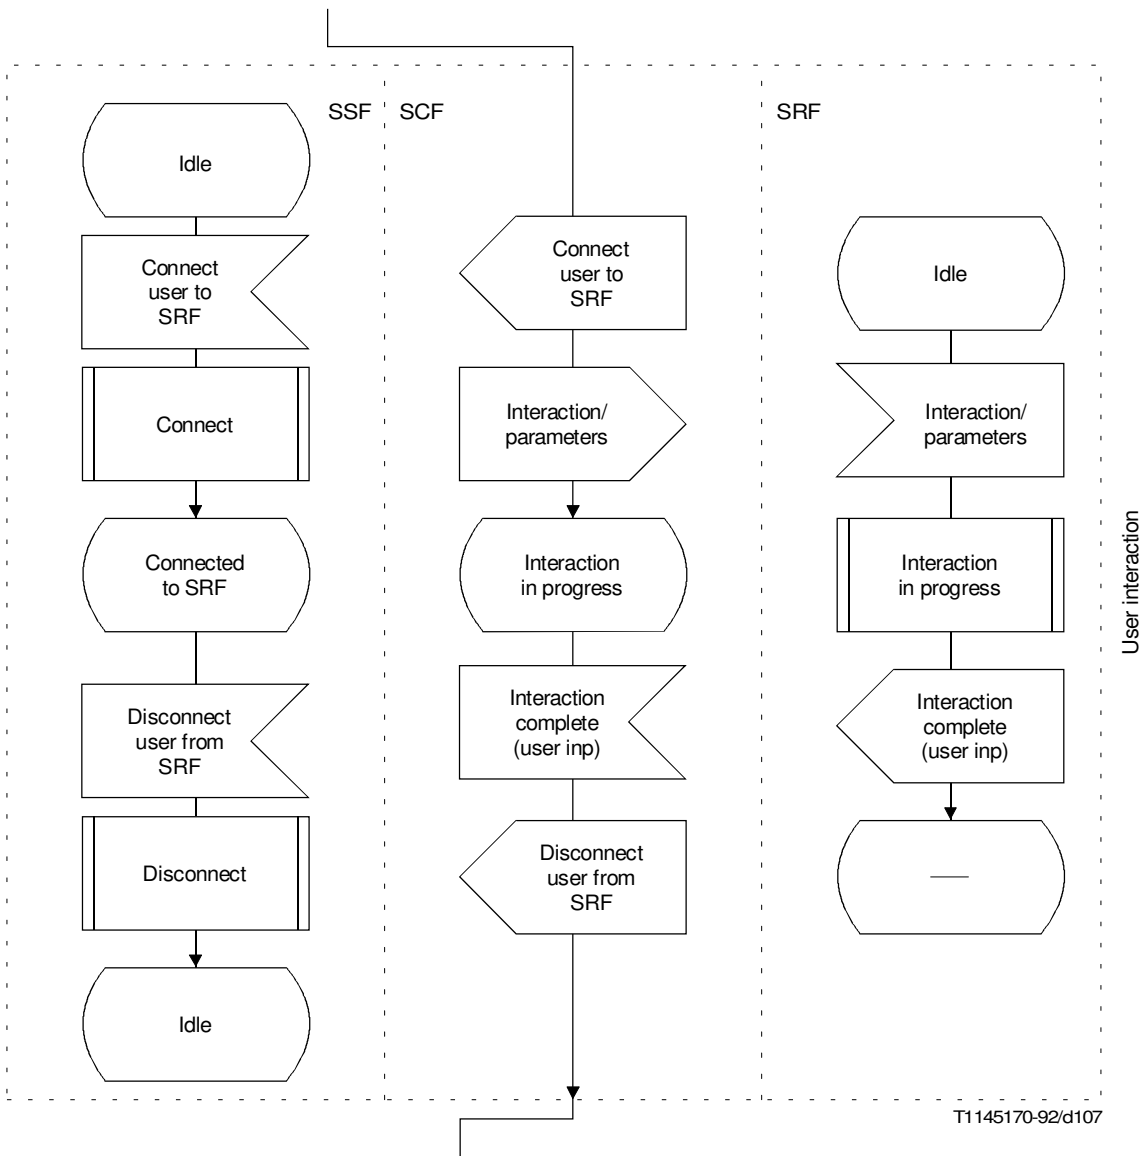 SSF
Idle
Connect
user to
SRF
Connect
Connected
to SRF
Disconnect
user from
SRF
Disconnect
Idle
SCF
Connect
user to
SRF
Interaction/
parameters
Interaction
in progress
Interaction
complete
(user inp)
Disconnect
user from
SRF
SRF
Idle
Interaction/
parameters
Interaction
in progress
Interaction
complete
(user inp)
User interaction
T1145170-92/d107